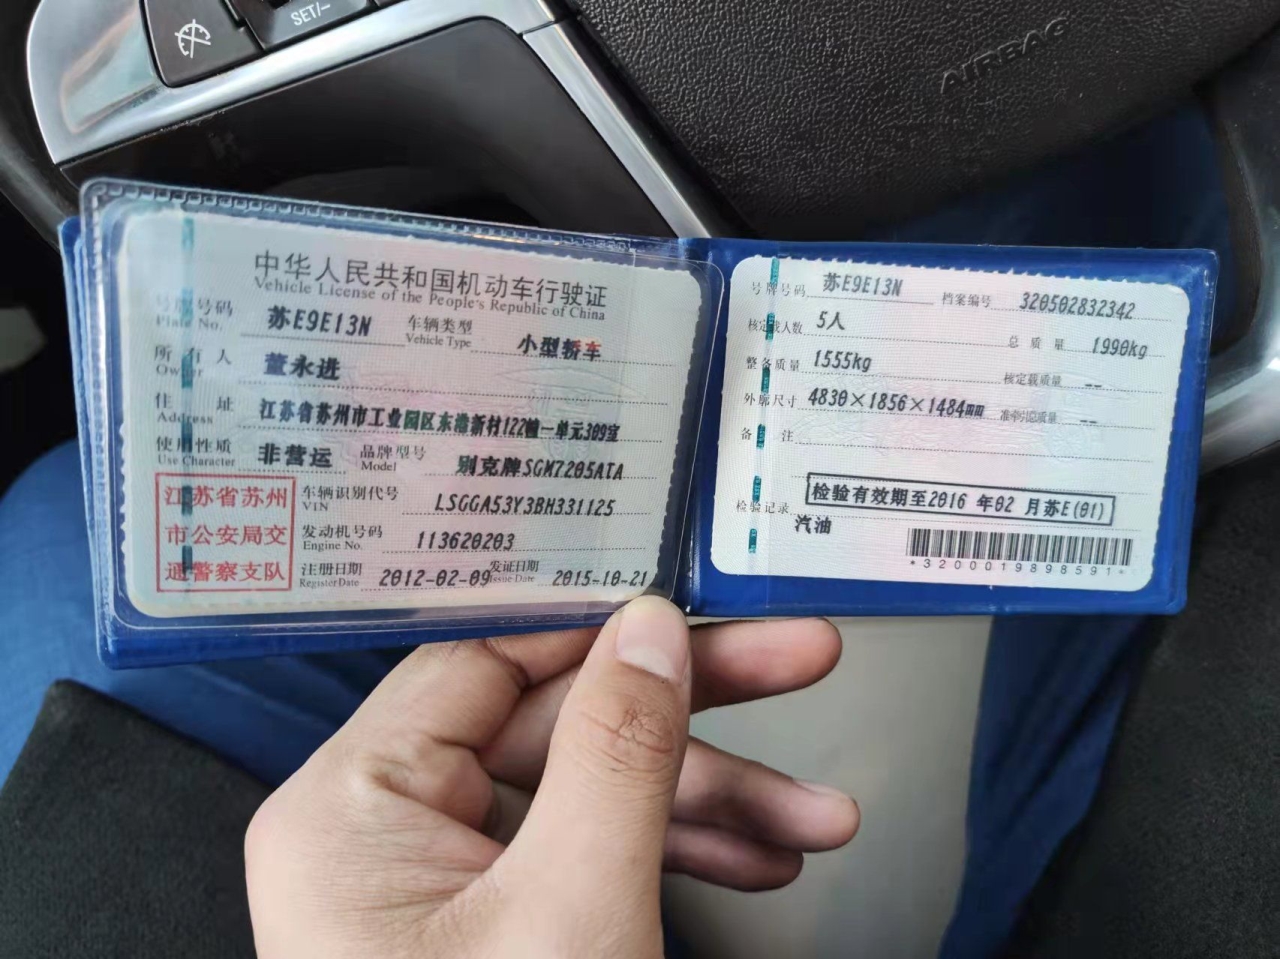 SET/-
AIRBAG
中华人民共和国机动车行驶证
Vehicle License of the People's Republic of China
号牌号码 苏E9E13N 车辆类型 小型轿车
Plate No. Vehicle Type
所有人 董永进
Owner
住址 江苏省苏州市工业园区东港新村122幢一单元309室
Address
使用性质 非营运 品牌型号 别克牌SGM7205ATA
Use Character Model
江苏省苏州
市公安局交
通警察支队
车辆识别代号 LSGGA53Y3BH331125
VIN
发动机号码 113620203
Engine No.
注册日期 2012-02-09 发证日期 2015-10-21
Register Date Issue Date
号牌号码 苏E9E13N 档案编号 320502832342
核定载人数 5人 总质量 1990kg
整备质量 1555kg 核定载质量 --
外廓尺寸 4830×1856×1484mm 准牵引总质量 --
备注
检验记录 检验有效期至2016年02月苏E(01)
汽油
*3200019898591*